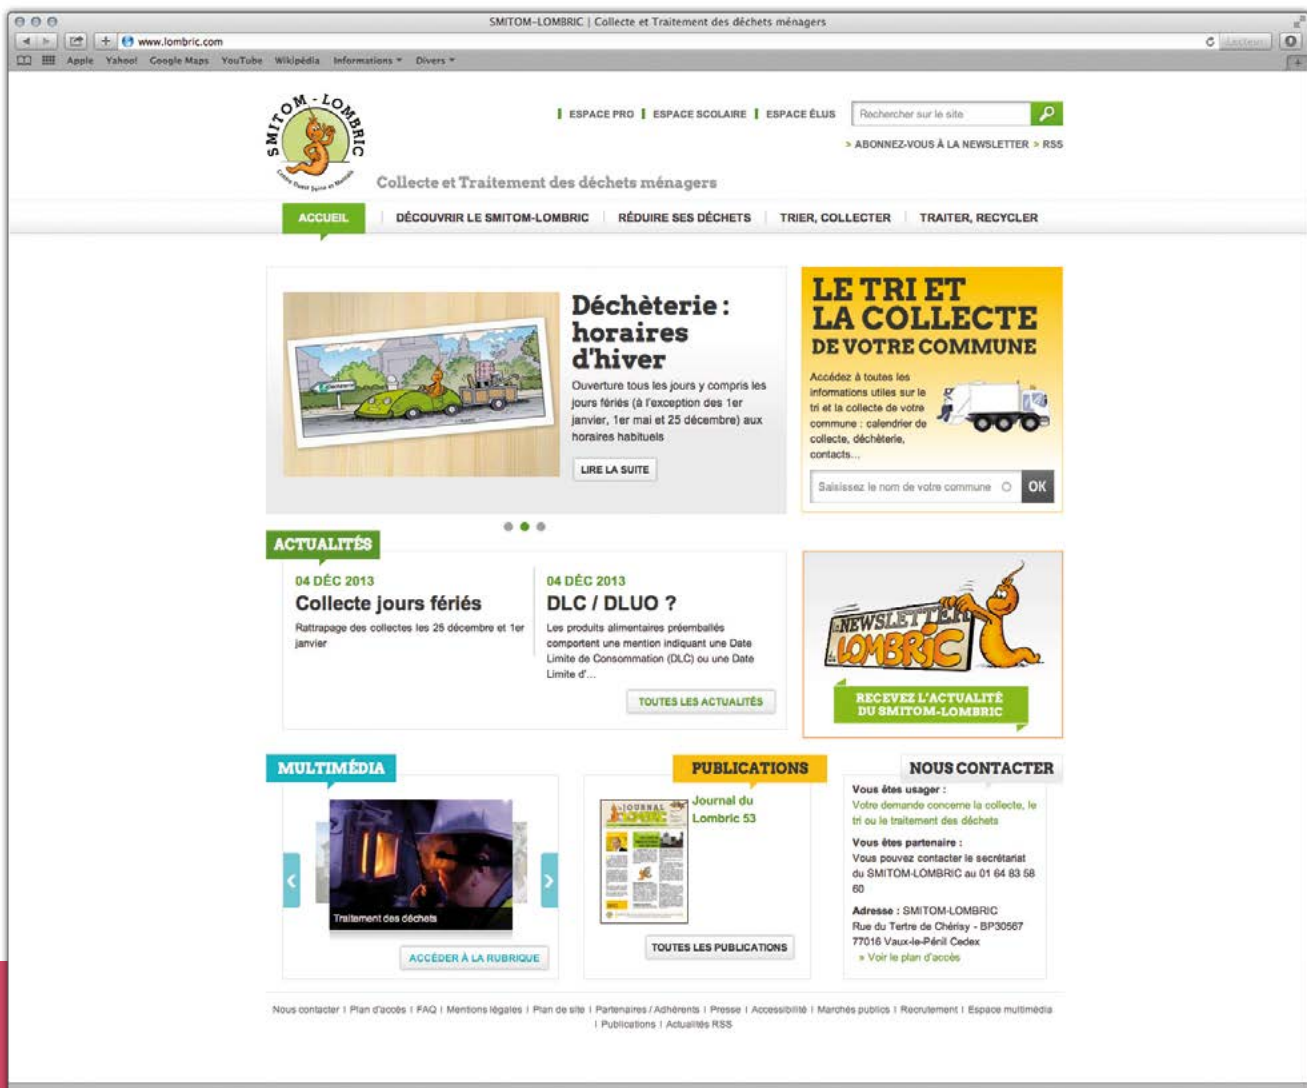 SMITOM-LOMBRIC | Collecte et Traitement des déchets ménagers
www.lombric.com
Lecteur
Apple Yahoo! Google Maps YouTube Wikipédia Informations Divers
SMITOM - LOMBRIC
Centre Ouest Seine et Marnais
ESPACE PRO ESPACE SCOLAIRE ESPACE ÉLUS
Rechercher sur le site
> ABONNEZ-VOUS À LA NEWSLETTER > RSS
Collecte et Traitement des déchets ménagers
ACCUEIL
DÉCOUVRIR LE SMITOM-LOMBRIC
RÉDUIRE SES DÉCHETS
TRIER, COLLECTER
TRAITER, RECYCLER
Déchèterie
Déchèterie :
horaires
d'hiver
Ouverture tous les jours y compris les
jours fériés (à l'exception des 1er
janvier, 1er mai et 25 décembre) aux
horaires habituels
LIRE LA SUITE
LE TRI ET
LA COLLECTE
DE VOTRE COMMUNE
Accédez à toutes les
informations utiles sur le
tri et la collecte de votre
commune : calendrier de
collecte, déchèterie,
contacts...
Saisissez le nom de votre commune
OK
ACTUALITÉS
04 DÉC 2013
Collecte jours fériés
Rattrapage des collectes les 25 décembre et 1er
janvier
04 DÉC 2013
DLC / DLUO ?
Les produits alimentaires préemballés
comportent une mention indiquant une Date
Limite de Consommation (DLC) ou une Date
Limite d'...
TOUTES LES ACTUALITÉS
NEWSLETTER
LOMBRIC
RECEVEZ L'ACTUALITÉ
DU SMITOM-LOMBRIC
MULTIMÉDIA
Traitement des déchets
ACCÉDER À LA RUBRIQUE
PUBLICATIONS
JOURNAL
LOMBRIC
Journal du
Lombric 53
TOUTES LES PUBLICATIONS
NOUS CONTACTER
Vous êtes usager :
Votre demande concerne la collecte, le
tri ou le traitement des déchets
Vous êtes partenaire :
Vous pouvez contacter le secrétariat
du SMITOM-LOMBRIC au 01 64 83 58
60
Adresse : SMITOM-LOMBRIC
Rue du Tertre de Chérisy - BP30567
77016 Vaux-le-Pénil Cedex
» Voir le plan d'accès
Nous contacter | Plan d'accès | FAQ | Mentions légales | Plan de site | Partenaires / Adhérents | Presse | Accessibilité | Marchés publics | Recrutement | Espace multimédia
| Publications | Actualités RSS